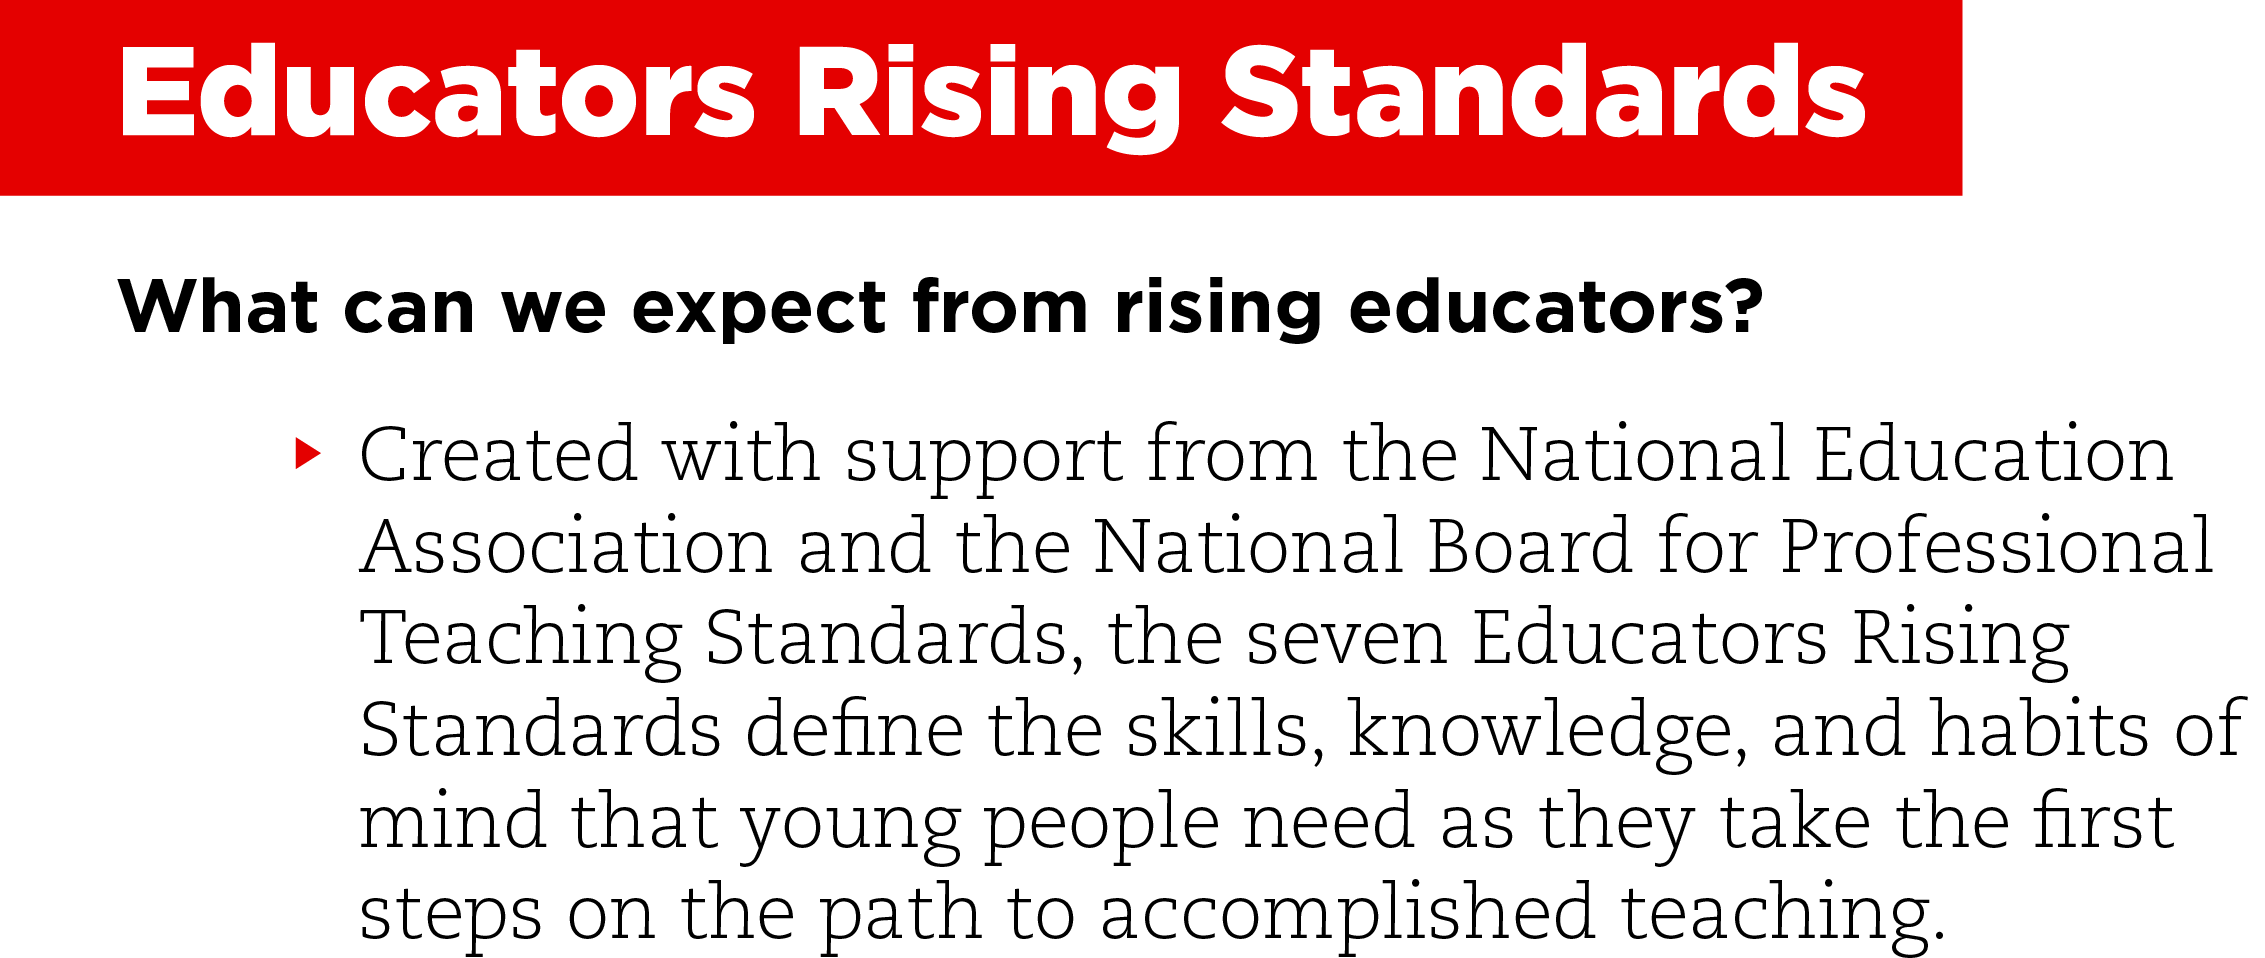 Educators Rising Standards
What can we expect from rising educators?
Created with support from the National Education
Association and the National Board for Professional
Teaching Standards, the seven Educators Rising
Standards define the skills, knowledge, and habits of
mind that young people need as they take the first
steps on the path to accomplished teaching.